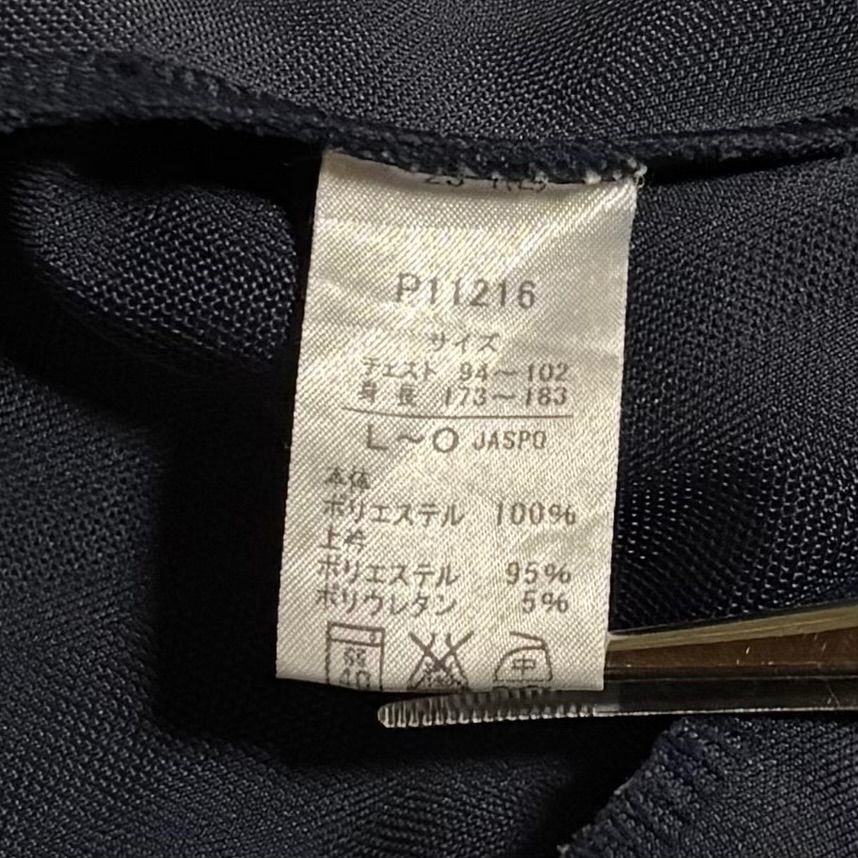 P11216
サイズ
チェスト 94～102
身長 173～183
L～O JASPO
本体
ポリエステル 100%
上衿
ポリエステル 95%
ポリウレタン 5%
40
中